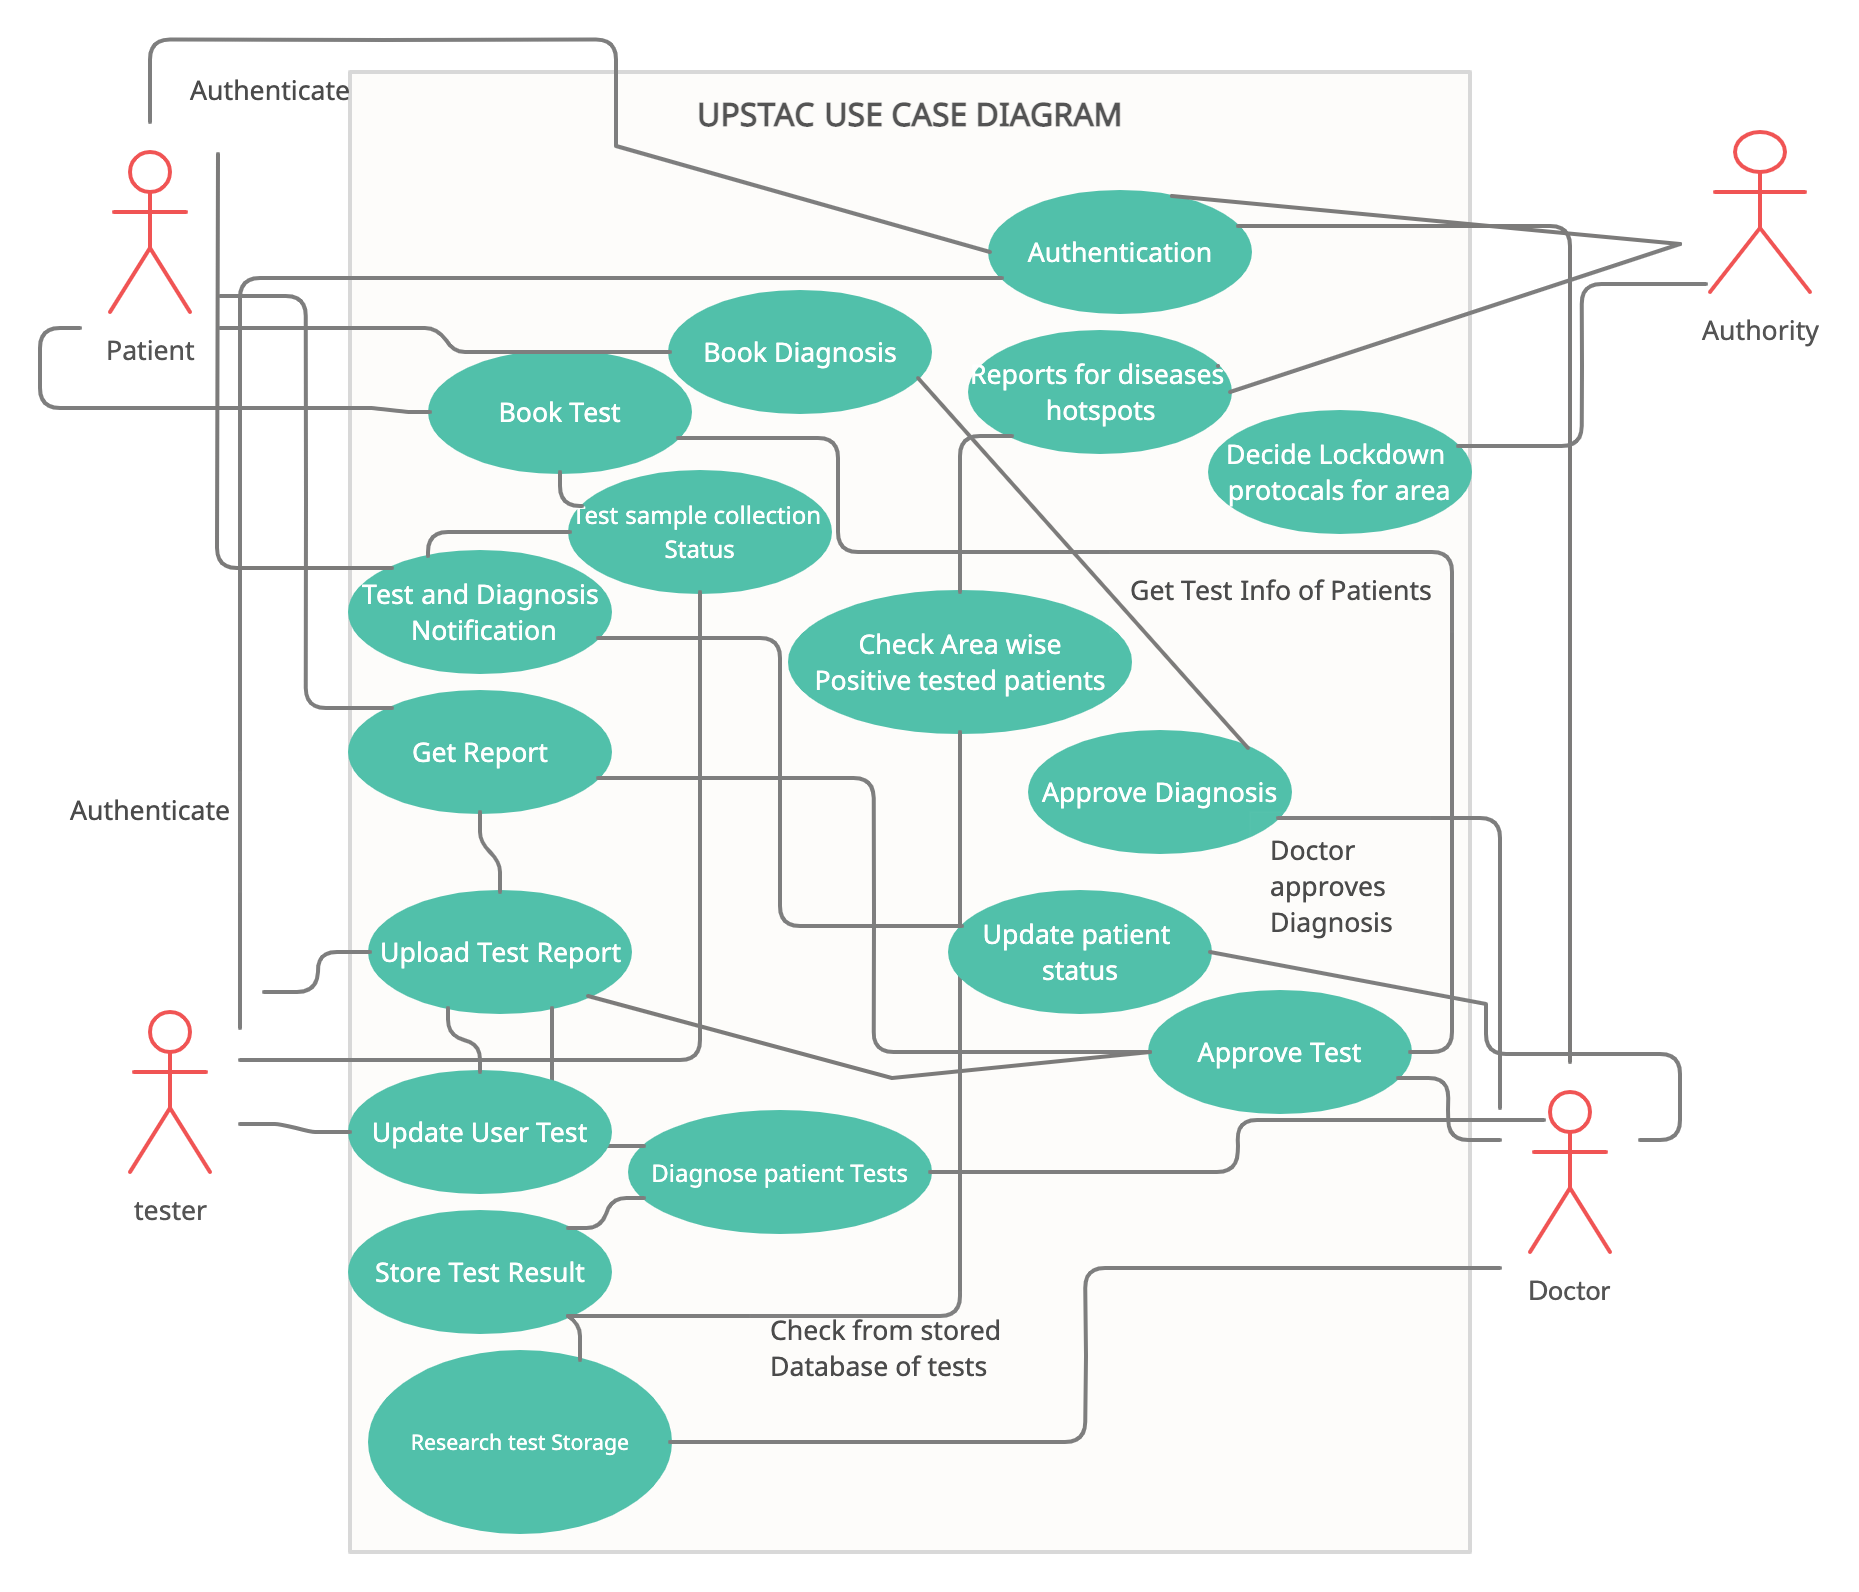 Authenticate
UPSTAC USE CASE DIAGRAM
Authentication
Patient
Authority
Book Diagnosis
Reports for diseases
hotspots
Book Test
Decide Lockdown
protocals for area
Test sample collection
Status
Test and Diagnosis
Notification
Get Test Info of Patients
Check Area wise
Positive tested patients
Get Report
Approve Diagnosis
Authenticate
Doctor
approves
Diagnosis
Upload Test Report
Update patient
status
Approve Test
Update User Test
Diagnose patient Tests
tester
Store Test Result
Doctor
Check from stored
Database of tests
Research test Storage